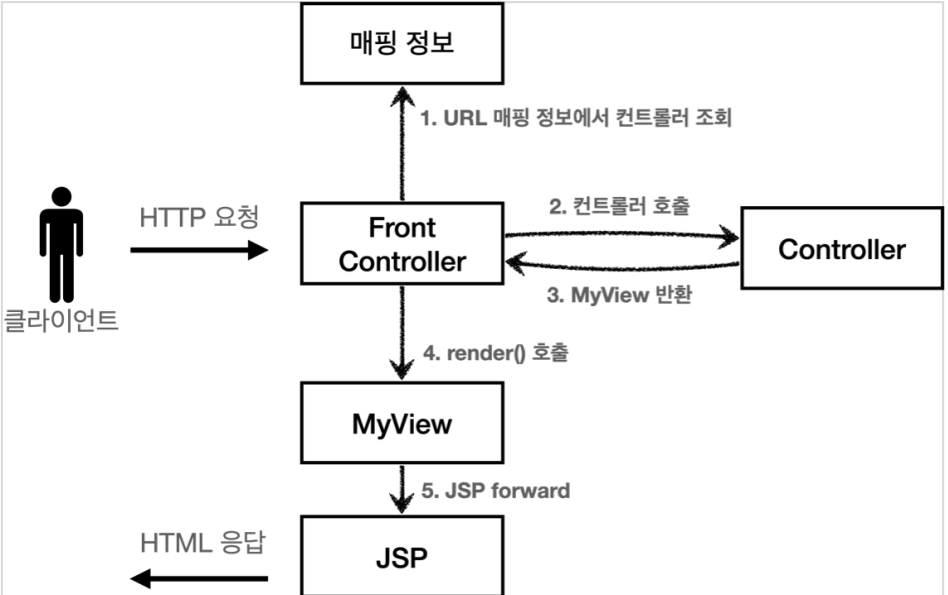 매핑 정보
1. URL 매핑 정보에서 컨트롤러 조회
HTTP 요청
Front
Controller
2. 컨트롤러 호출
Controller
3. MyView 반환
클라이언트
4. render() 호출
MyView
5. JSP forward
HTML 응답
JSP